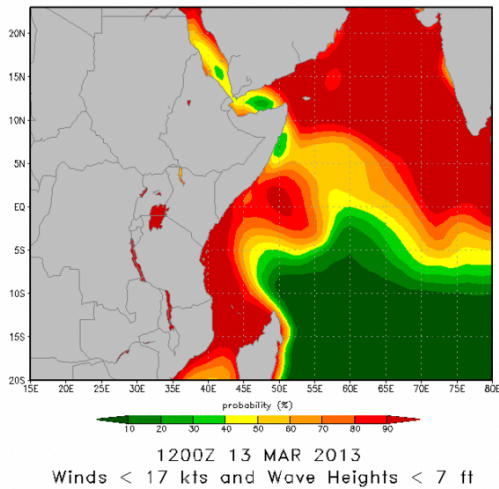 20N
15N
10N
5N
EQ
5S
10S
15S
20S
15E 20E 25E 30E 35E 40E 45E 50E 55E 60E 65E 70E 75E 80E
probability (%)
10 20 30 40 50 60 70 80 90
1200Z 13 MAR 2013
Winds < 17 kts and Wave Heights < 7 ft